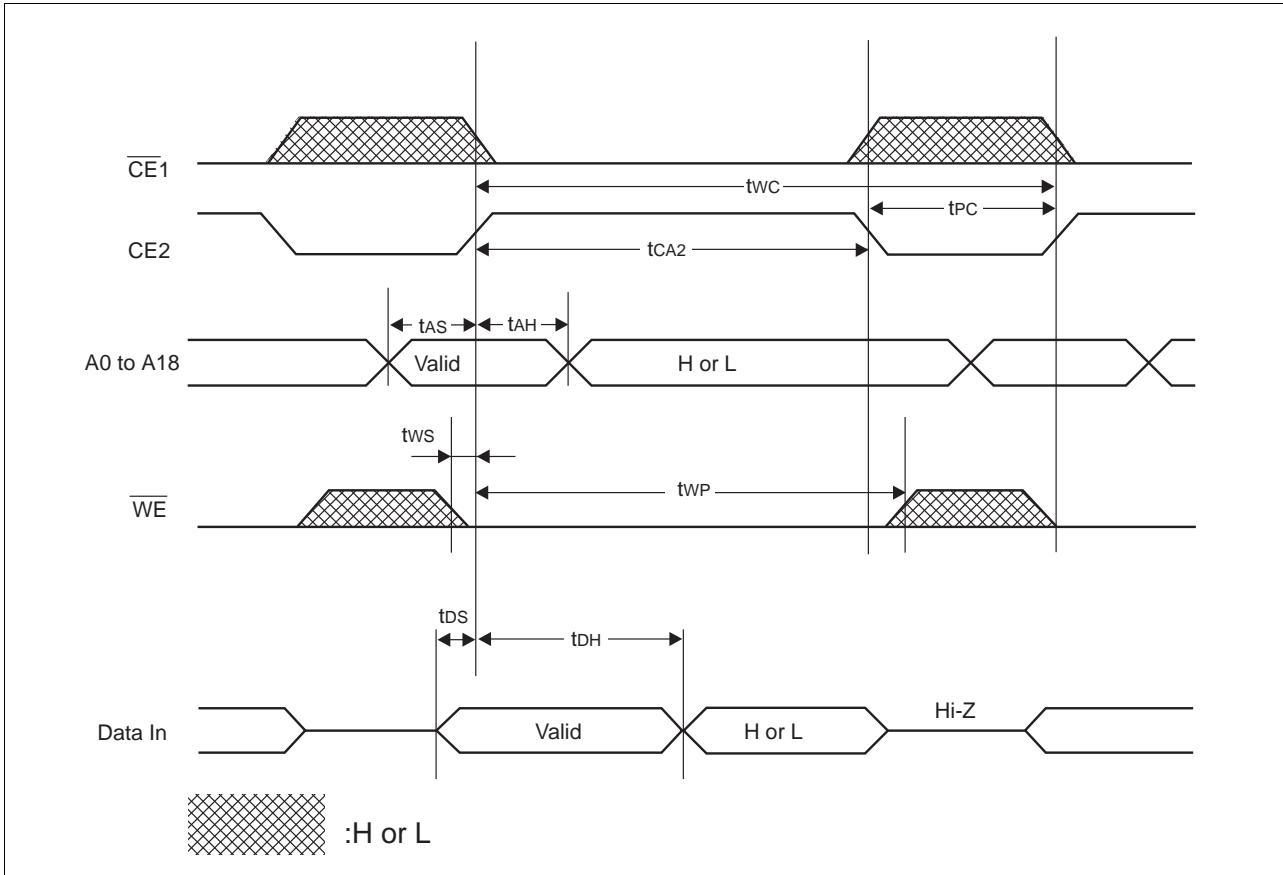 CE1
tWC
tPC
CE2
tCA2
tAS
tAH
A0 to A18
Valid
H or L
tWS
tWP
WE
tDS
tDH
Hi-Z
Data In
Valid
H or L
:H or L